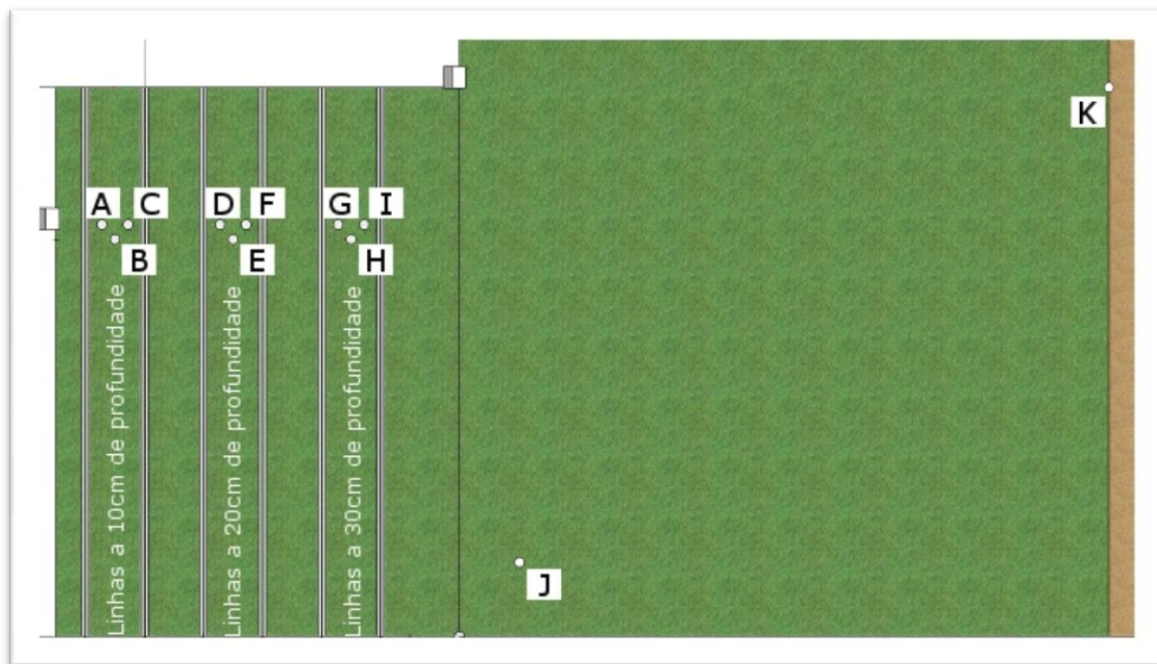 K
A C D F G I
B E H
Linhas a 10cm de profundidade
Linhas a 20cm de profundidade
Linhas a 30cm de profundidade
J